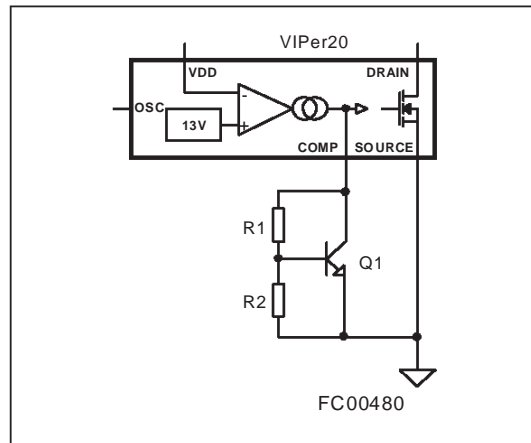 VIPer20
VDD
DRAIN
OSC
-
13V
+
COMP
SOURCE
R1
Q1
R2
FC00480